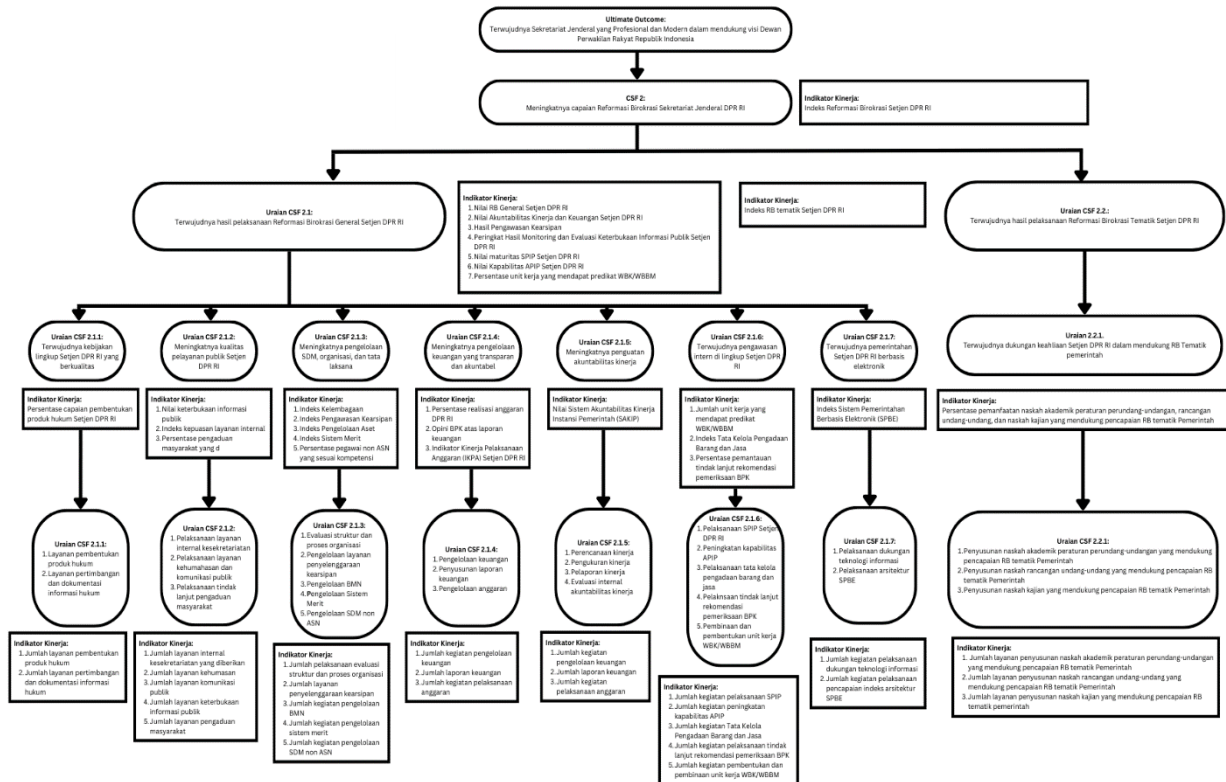 Ultimate Outcome:
Terwujudnya Sekretariat Jenderal yang Profesional dan Modern dalam mendukung visi Dewan
Perwakilan Rakyat Republik Indonesia
CSF 2:
Meningkatnya capaian Reformasi Birokrasi Sekretariat Jenderal DPR RI
Indikator Kinerja:
Indeks Reformasi Birokrasi Setjen DPR RI
Uraian CSF 2.1:
Terwujudnya hasil pelaksanaan Reformasi Birokrasi General Setjen DPR RI
Indikator Kinerja:
1. Nilai RB General Setjen DPR RI
2. Nilai Akuntabilitas Kinerja dan Keuangan Setjen DPR RI
3. Hasil Pengawasan Kearsipan
4. Peringkat Hasil Monitoring dan Evaluasi Keterbukaan Informasi Publik Setjen
DPR RI
5. Nilai maturitas SPIP Setjen DPR RI
6. Nilai Kapabilitas APIP Setjen DPR RI
7. Persentase unit kerja yang mendapat predikat WBK/WBBM
Indikator Kinerja:
Indeks RB tematik Setjen DPR RI
Uraian CSF 2.2.:
Terwujudnya hasil pelaksanaan Reformasi Birokrasi Tematik Setjen DPR RI
Uraian CSF 2.1.1:
Terwujudnya kebijakan
lingkup Setjen DPR RI yang
berkualitas
Uraian CSF 2.1.2:
Meningkatnya kualitas
pelayanan publik Setjen
DPR RI
Uraian CSF 2.1.3:
Meningkatnya pengelolaan
SDM, organisasi, dan tata
laksana
Uraian CSF 2.1.4:
Meningkatnya pengelolaan
keuangan yang transparan
dan akuntabel
Uraian CSF 2.1.5:
Meningkatnya penguatan
akuntabilitas kinerja
Uraian CSF 2.1.6:
Terwujudnya pengawasan
intern di lingkup Setjen DPR
RI
Uraian CSF 2.1.7:
Terwujudnya pemerintahan
Setjen DPR RI berbasis
elektronik
Uraian 2.2.1.
Terwujudnya dukungan keahliaan Setjen DPR RI dalam mendukung RB Tematik
pemerintah
Indikator Kinerja:
Persentase capaian pembentukan
produk hukum Setjen DPR RI
Indikator Kinerja:
1. Nilai keterbukaan informasi
publik
2. Indeks kepuasan layanan internal
3. Persentase pengaduan
masyarakat yang d
Indikator Kinerja:
1. Indeks Kelembagaan
2. Indeks Pengawasan Kearsipan
3. Indeks Pengelolaan Aset
4. Indeks Sistem Merit
5. Persentase pegawai non ASN
yang sesuai kompetensi
Indikator Kinerja:
1. Persentase realisasi anggaran
DPR RI
2. Opini BPK atas laporan
keuangan
3. Indikator Kinerja Pelaksanaan
Anggaran (IKPA) Setjen DPR RI
Indikator Kinerja:
Nilai Sistem Akuntabilitas Kinerja
Instansi Pemerintah (SAKIP)
Indikator Kinerja:
1. Jumlah unit kerja yang
mendapat predikat
WBK/WBBM
2. Indeks Tata Kelola Pengadaan
Barang dan Jasa
3. Persentase pemantauan
tindak lanjut rekomendasi
pemeriksaan BPK
Indikator Kinerja:
Indeks Sistem Pemerintahan
Berbasis Elektronik (SPBE)
Indikator Kinerja:
Persentase pemanfaatan naskah akademik peraturan perundang-undangan, rancangan
undang-undang, dan naskah kajian yang mendukung pencapaian RB tematik Pemerintah
Uraian CSF 2.1.1:
1. Layanan pembentukan
produk hukum
2. Layanan pertimbangan
dan dokumentasi
informasi hukum
Uraian CSF 2.1.2:
1. Pelaksanaan layanan
internal kesekretariatan
2. Pelaksanaan layanan
kehumasan dan
komunikasi publik
3. Pelaksanaan tindak
lanjut pengaduan
masyarakat
Uraian CSF 2.1.3:
1. Evaluasi struktur dan
proses organisasi
2. Pengelolaan layanan
penyelenggaraan
kearsipan
3. Pengelolaan BMN
4. Pengelolaan Sistem
Merit
5. Pengelolaan SDM non
ASN
Uraian CSF 2.1.4:
1. Pengelolaan keuangan
2. Penyusunan laporan
keuangan
3. Pengelolaan anggaran
Uraian CSF 2.1.5:
1. Perencanaan kinerja
2. Pengukuran kinerja
3. Pelaporan kinerja
4. Evaluasi internal
akuntabilitas kinerja
Uraian CSF 2.1.6:
1. Pelaksanaan SPIP Setjen
DPR RI
2. Peningkatan kapabilitas
APIP
3. Pelaksanaan tata kelola
pengadaan barang dan
jasa
4. Pelaknsaan tindak lanjut
rekomendasi
pemeriksaan BPK
5. Pembinaan dan
pembentukan unit kerja
WBK/WBBM
Uraian CSF 2.1.7:
1. Pelaksanaan dukungan
teknologi informasi
2. Pelaksanaan arsitektur
SPBE
Uraian CSF 2.2.1:
1. Penyusunan naskah akademik peraturan perundang-undangan yang mendukung
pencapaian RB tematik Pemerintah
2. Penyusunan naskah rancangan undang-undang yang mendukung pencapaian RB
tematik Pemerintah
3. Penyusunan naskah kajian yang mendukung pencapaian RB tematik Pemerintah
Indikator Kinerja:
1. Jumlah layanan pembentukan
produk hukum
2. Jumlah layanan pertimbangan
dan dokumentasi informasi
hukum
Indikator Kinerja:
1. Jumlah layanan internal
kesekretariatan yang diberikan
2. Jumlah layanan kehumasan
3. Jumlah layanan komunikasi
publik
4. Jumlah layanan keterbukaan
informasi publik
5. Jumlah layanan pengaduan
masyarakat
Indikator Kinerja:
1. Jumlah pelaksanaan evaluasi
struktur dan proses organisasi
2. Jumlah layanan
penyelenggaraan kearsipan
3. Jumlah kegiatan pengelolaan
BMN
4. Jumlah kegiatan pengelolaan
sistem merit
5. Jumlah kegiatan pengelolaan
SDM non ASN
Indikator Kinerja:
1. Jumlah kegiatan pengelolaan
keuangan
2. Jumlah laporan keuangan
3. Jumlah kegiatan pelaksanaan
anggaran
Indikator Kinerja:
1. Jumlah kegiatan
pengelolaan keuangan
2. Jumlah laporan keuangan
3. Jumlah kegiatan
pelaksanaan anggaran
Indikator Kinerja:
1. Jumlah kegiatan pelaksanaan SPIP
2. Jumlah kegiatan peningkatan
kapabilitas APIP
3. Jumlah kegiatan Tata Kelola
Pengadaan Barang dan Jasa
4. Jumlah kegiatan pelaksanaan tindak
lanjut rekomendasi pemeriksaan BPK
5. Jumlah kegiatan pembentukan dan
pembinaan unit kerja WBK/WBBM
Indikator Kinerja:
1. Jumlah kegiatan pelaksanaan
dukungan teknologi informasi
2. Jumlah kegiatan pelaksanaan
pencapaian indeks arsitektur
SPBE
Indikator Kinerja:
1. Jumlah layanan penyusunan naskah akademik peraturan perundang-undangan
yang mendukung pencapaian RB tematik Pemerintah
2. Jumlah layanan penyusunan naskah rancangan undang-undang yang
mendukung pencapaian RB tematik Pemerintah
3. Jumlah layanan penyusunan naskah kajian yang mendukung pencapaian RB
tematik pemerintah